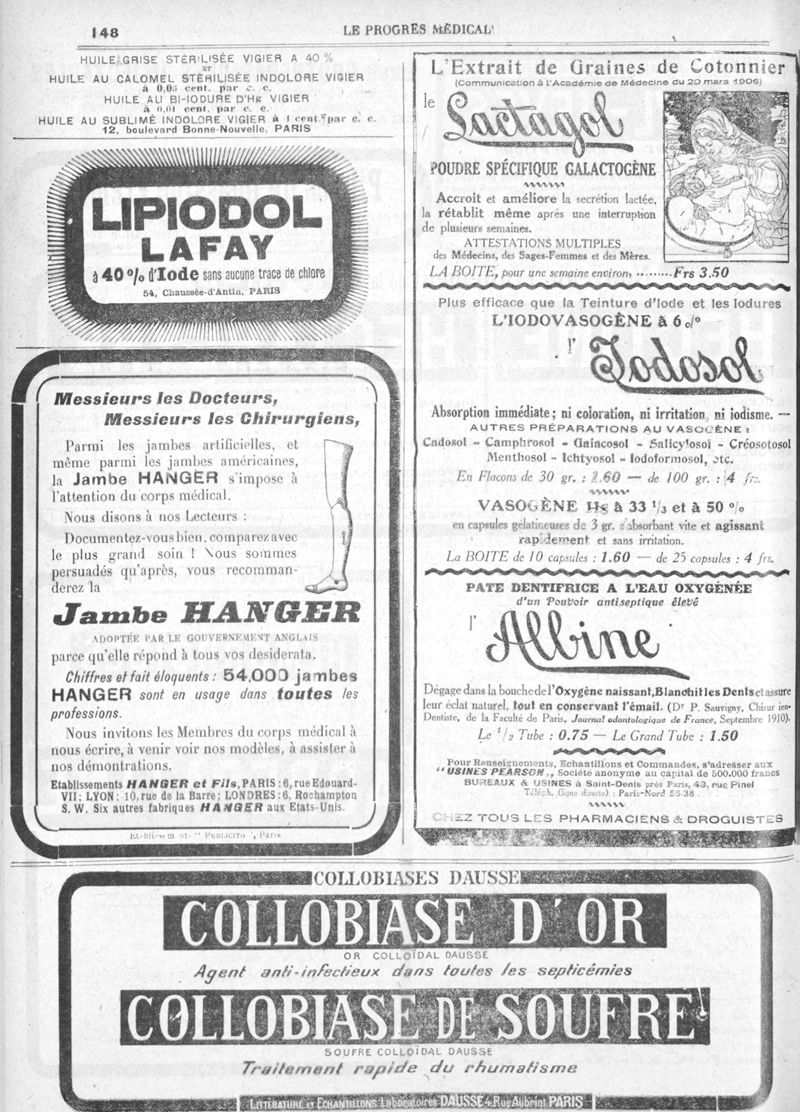 148
LE PROGRÈS MÉDICAL
HUILE GRISE STÉRILISÉE VIGIER A 40 %
ET
HUILE AU CALOMEL STÉRILISÉE INDOLORE VIGIER
à 0,05 cent. par c. c.
HUILE AU BI-IODURE D'Hg VIGIER
à 0,01 cent. par c. c.
HUILE AU SUBLIMÉ INDOLORE VIGIER à 1 cent. par c. c.
12, boulevard Bonne-Nouvelle, PARIS
LIPIODOL
LAFAY
à 40 % d'Iode sans aucune trace de chlore
54, Chaussée-d'Antin, PARIS
Messieurs les Docteurs,
Messieurs les Chirurgiens,
Parmi les jambes artificielles, et
même parmi les jambes américaines,
la Jambe HANGER s'impose à
l'attention du corps médical.
Nous disons à nos Lecteurs :
Documentez-vous bien, comparez avec
le plus grand soin ! Nous sommes
persuadés qu'après, vous recomman-
derez la
Jambe HANGER
ADOPTÉE PAR LE GOUVERNEMENT ANGLAIS
parce qu'elle répond à tous vos desiderata.
Chiffres et fait éloquents : 54.000 jambes
HANGER sont en usage dans toutes les
professions.
Nous invitons les Membres du corps médical à
nous écrire, à venir voir nos modèles, à assister à
nos démontrations.
Etablissements HANGER et Fils, PARIS : 6, rue Edouard-
VII; LYON: 10, rue de la Barre; LONDRES: 6, Rochampton
S. W. Six autres fabriques HANGER aux Etats-Unis.
Etablissements " PUBLICITO ", Paris
L'Extrait de Graines de Cotonnier
(Communication à l'Académie de Médecine du 20 mars 1906)
le Lactagol
POUDRE SPÉCIFIQUE GALACTOGÈNE
Accroit et améliore la secrétion lactée,
la rétablit même après une interruption
de plusieurs semaines.
ATTESTATIONS MULTIPLES
des Médecins, des Sages-Femmes et des Mères.
LA BOITE, pour une semaine environ, ......... Frs 3.50
Plus efficace que la Teinture d'Iode et les Iodures
L'IODOVASOGÈNE à 6 o/o
l' Iodosol
Absorption immédiate ; ni coloration, ni irritation, ni iodisme. —
AUTRES PRÉPARATIONS AU VASOGÈNE :
Cadosol - Camphrosol - Gaïacosol - Salicylosol - Créosotosol
Menthosol - Ichtyosol - Iodoformosol, etc.
En Flacons de 30 gr. : 1.60 — de 100 gr. : 4 frs.
VASOGÈNE Hg à 33 1/3 et à 50 %
en capsules gélatineuses de 3 gr. s'absorbant vite et agissant
rapidement et sans irritation.
La BOITE de 10 capsules : 1.60 — de 25 capsules : 4 frs.
PATE DENTIFRICE A L'EAU OXYGÉNÉE
d'un Pouvoir antiseptique élevé
l' Albine
Dégage dans la bouche de l'Oxygène naissant, Blanchit les Dents et assure
leur éclat naturel, tout en conservant l'émail. (Dr P. Sauvigny, Chirurgien-
Dentiste, de la Faculté de Paris. Journal odontologique de France, Septembre 1910).
Le 1/2 Tube : 0.75 — Le Grand Tube : 1.50
Pour Renseignements, Echantillons et Commandes, s'adresser aux
"USINES PEARSON", Société anonyme au capital de 500.000 francs
BUREAUX & USINES à Saint-Denis près Paris, 43, rue Pinel
Téléph. (ligne directe) : Paris-Nord 56-38
CHEZ TOUS LES PHARMACIENS & DROGUISTES
COLLOBIASES DAUSSE
COLLOBIASE D'OR
OR COLLOÏDAL DAUSSE
Agent anti-infectieux dans toutes les septicémies
COLLOBIASE DE SOUFRE
SOUFRE COLLOÏDAL DAUSSE
Traitement rapide du rhumatisme
LITTÉRATURE ET ECHANTILLONS Laboratoires DAUSSE 4, Rue Aubriot PARIS